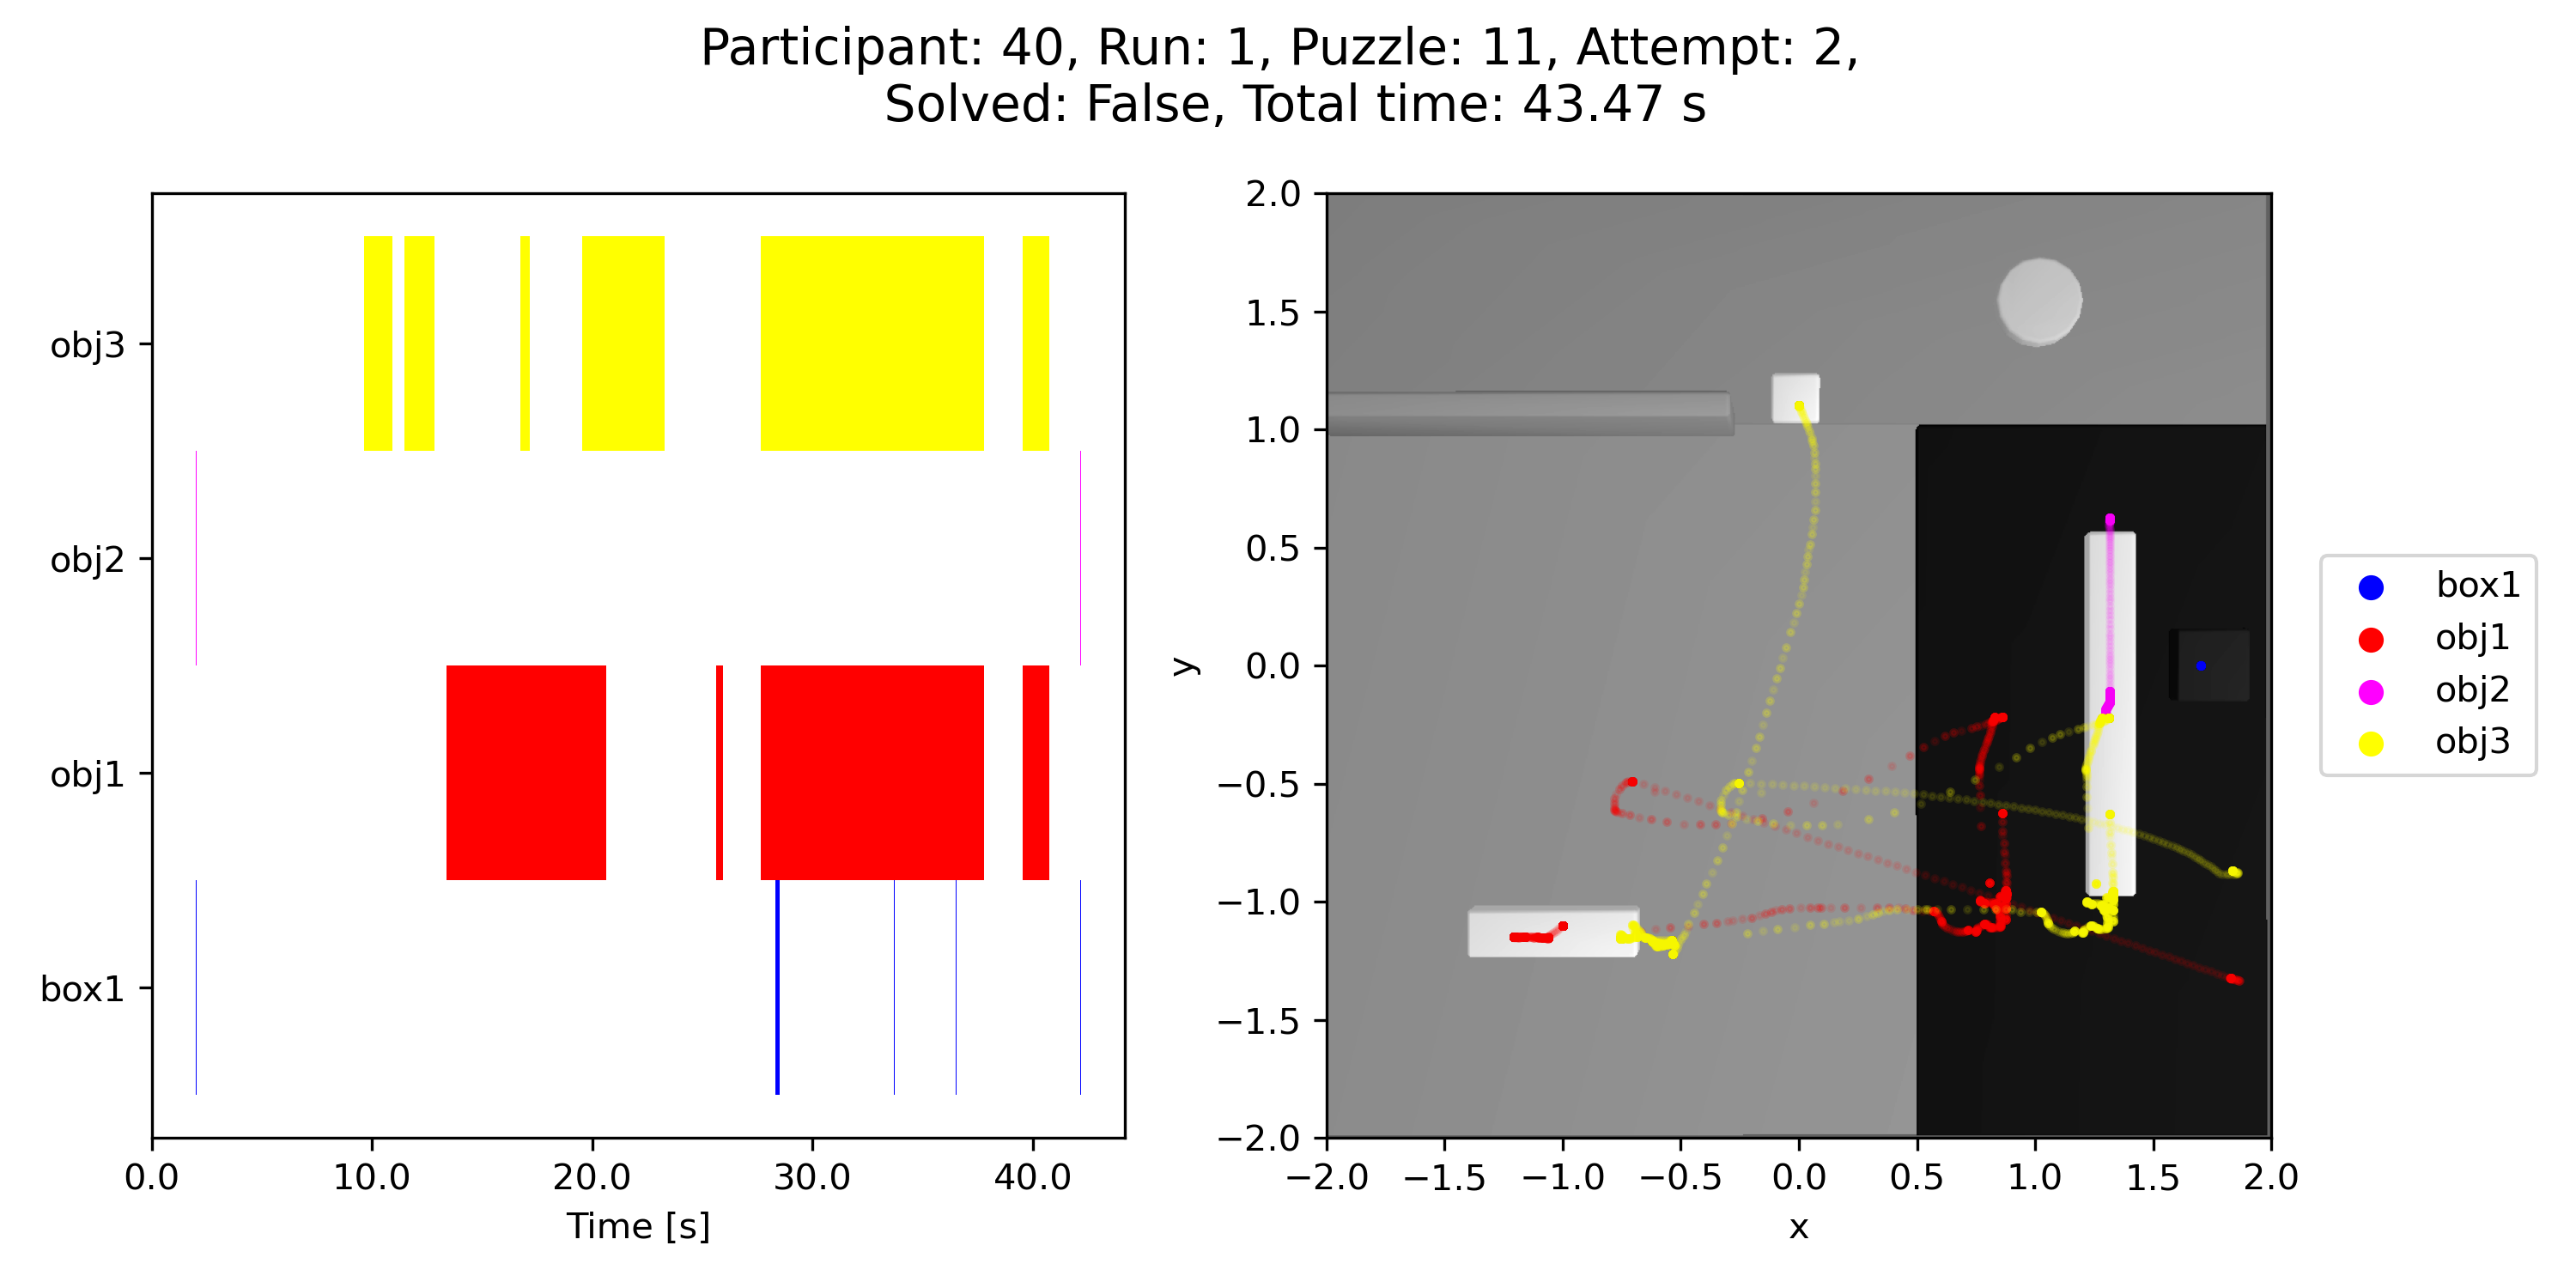 Participant: 40, Run: 1, Puzzle: 11, Attempt: 2,
Solved: False, Total time: 43.47 s
obj3
obj2
obj1
box1
0.0 10.0 20.0 30.0 40.0
Time [s]
2.0
1.5
1.0
0.5
0.0
−0.5
−1.0
−1.5
−2.0
y
−2.0 −1.5 −1.0 −0.5 0.0 0.5 1.0 1.5 2.0
x
box1
obj1
obj2
obj3